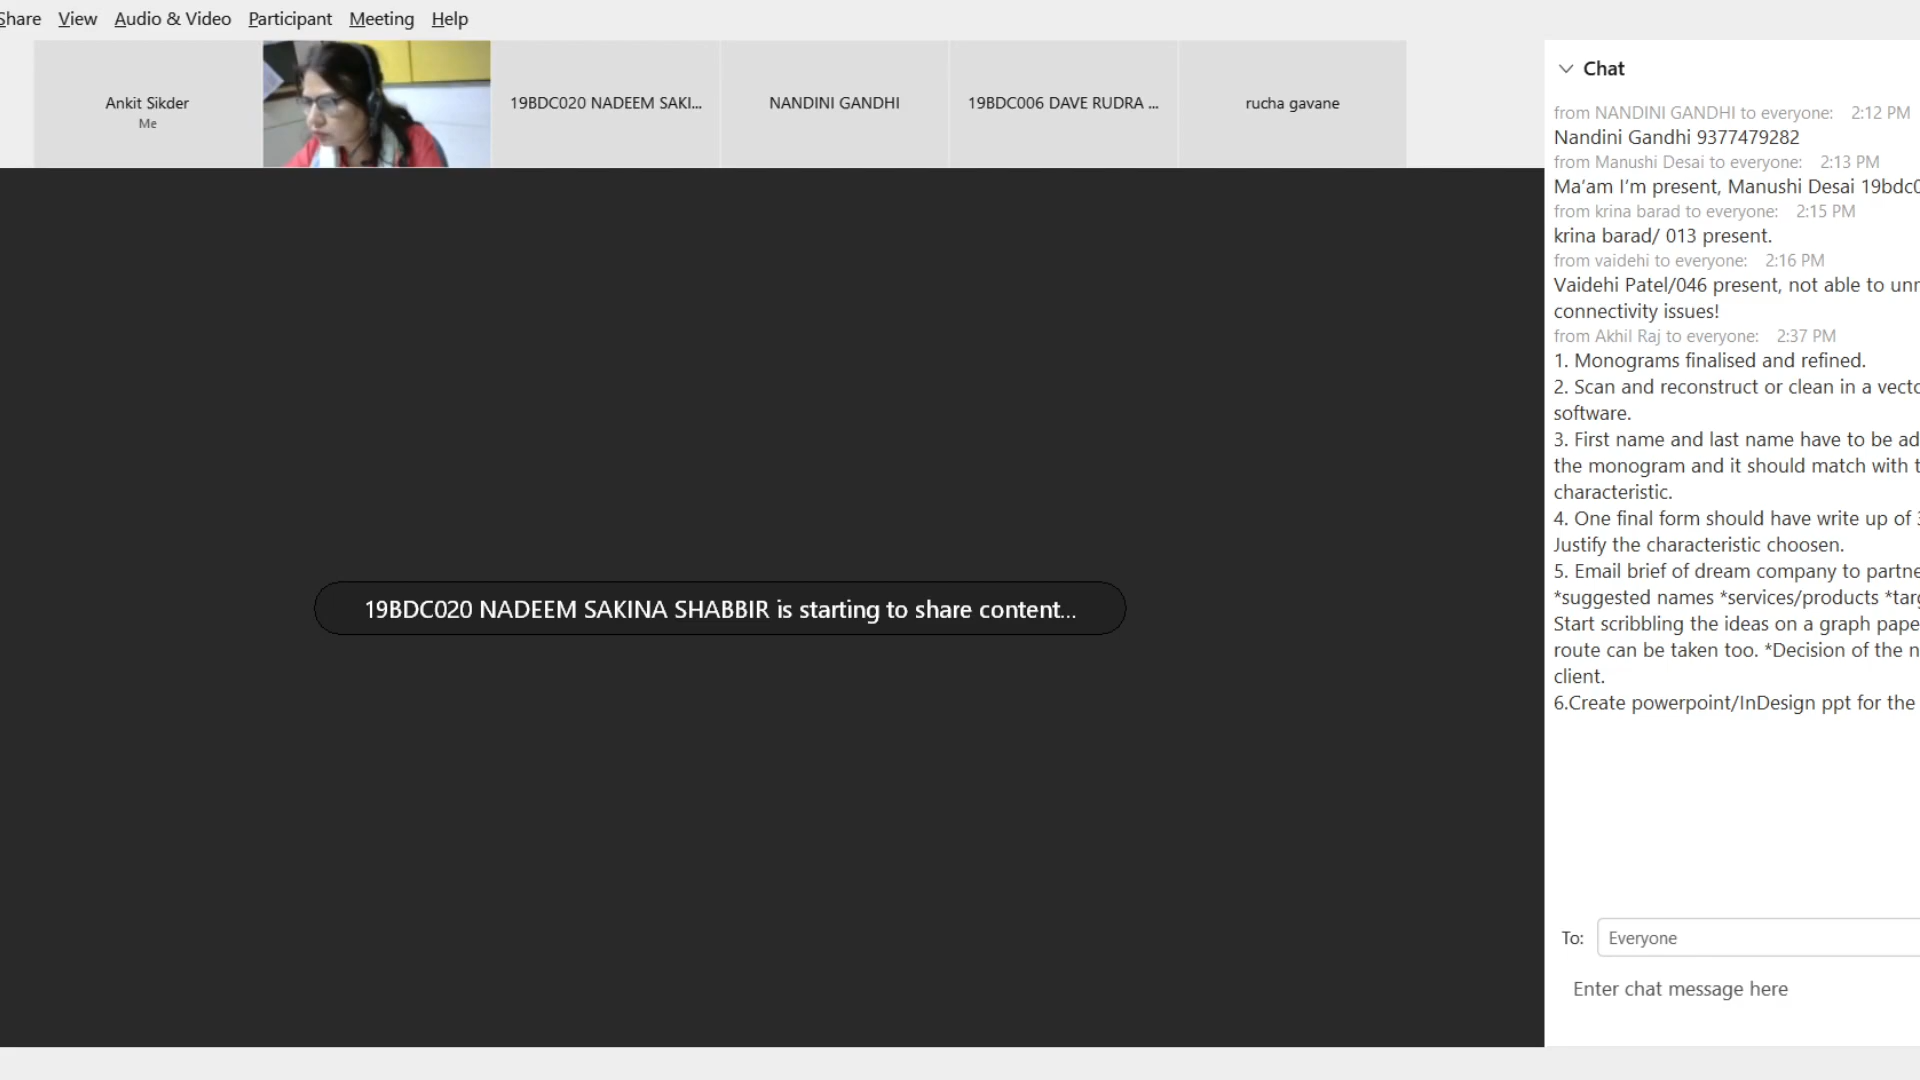 Share View Audio & Video Participant Meeting Help
Ankit Sikder
Me
19BDC020 NADEEM SAKI...
NANDINI GANDHI
19BDC006 DAVE RUDRA ...
rucha gavane
19BDC020 NADEEM SAKINA SHABBIR is starting to share content...
Chat
from NANDINI GANDHI to everyone: 2:12 PM
Nandini Gandhi 9377479282
from Manushi Desai to everyone: 2:13 PM
Ma'am I'm present, Manushi Desai 19bdc0
from krina barad to everyone: 2:15 PM
krina barad/ 013 present.
from vaidehi to everyone: 2:16 PM
Vaidehi Patel/046 present, not able to
connectivity issues!
from Akhil Raj to everyone: 2:37 PM
1. Monograms finalised and refined.
2. Scan and reconstruct or clean in a
software.
3. First name and last name have to be ad
the monogram and it should match with
characteristic.
4. One final form should have write up of
Justify the characteristic choosen.
5. Email brief of dream company to
*suggested names *services/products
Start scribbling the ideas on a graph
route can be taken too. *Decision of the
client.
6.Create powerpoint/InDesign ppt for the
To: Everyone
Enter chat message here